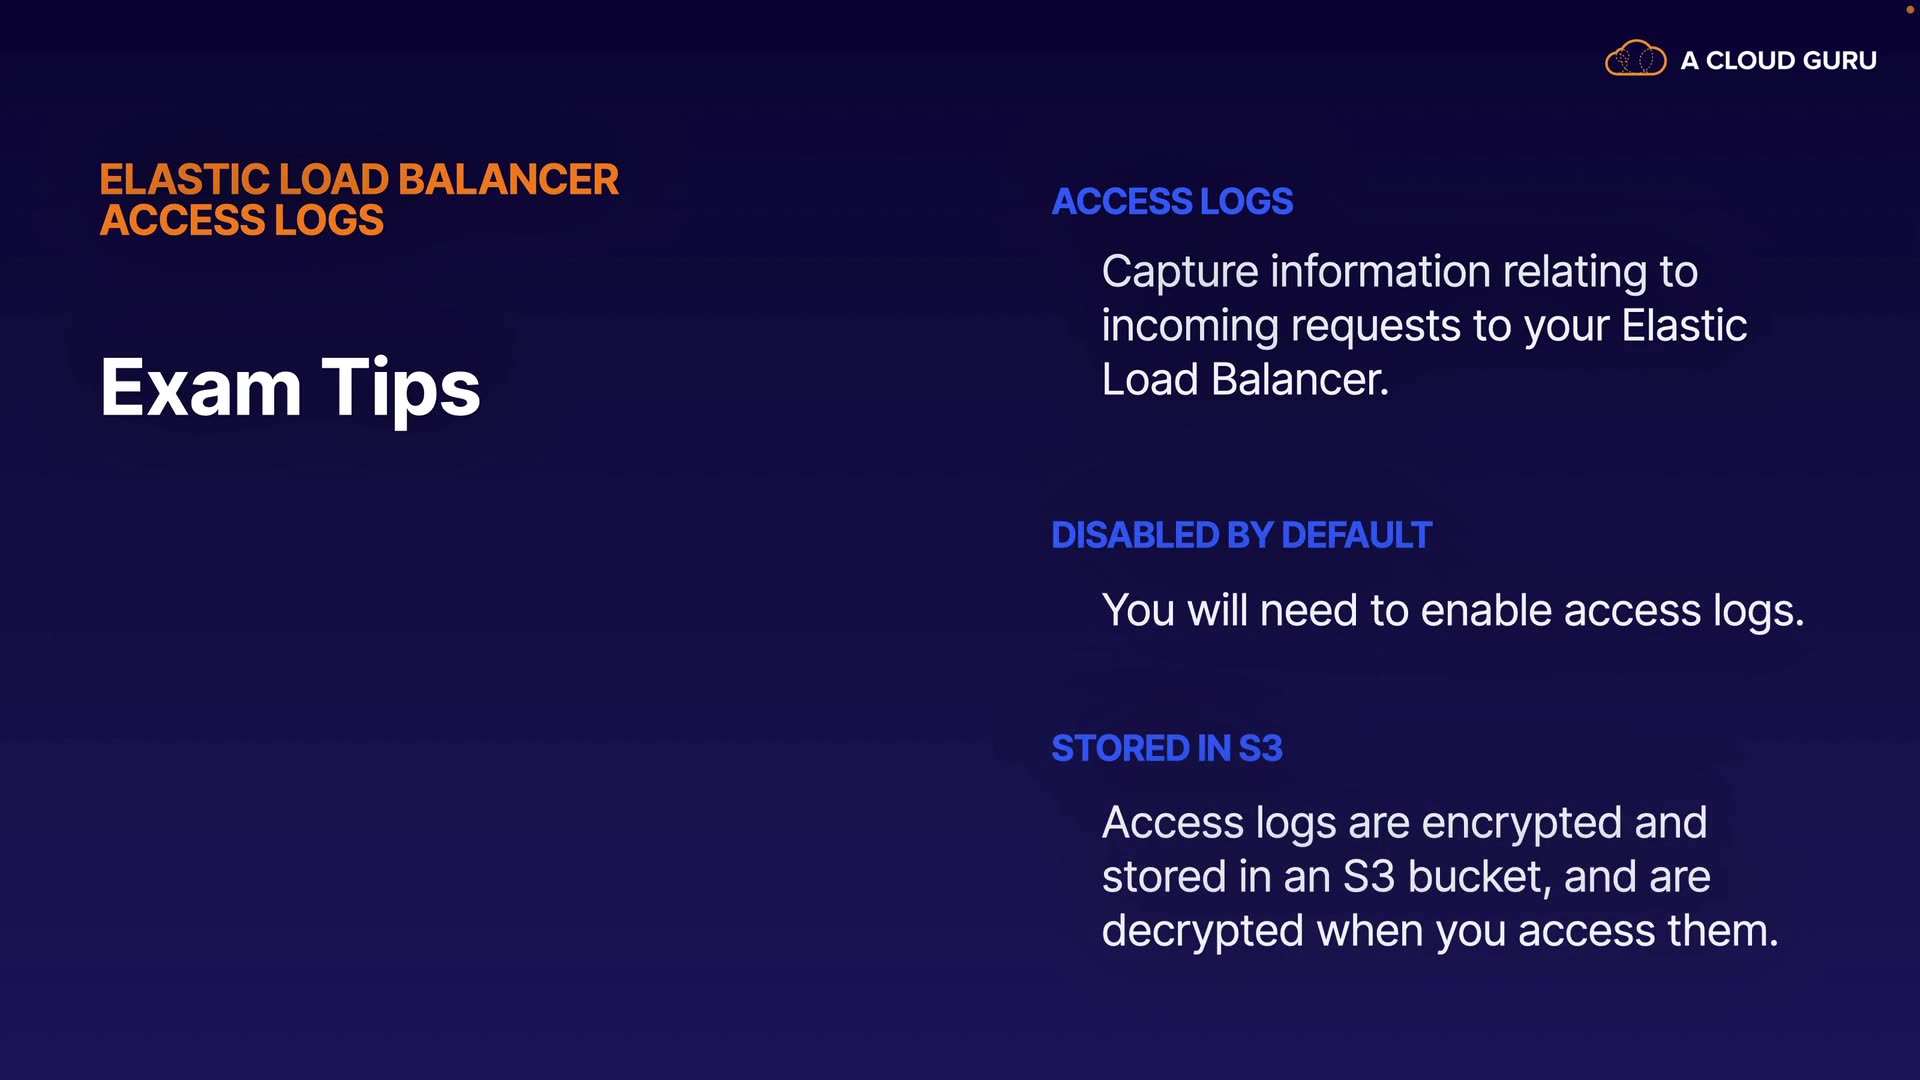 A CLOUD GURU
ELASTIC LOAD BALANCER
ACCESS LOGS
Exam Tips
ACCESS LOGS
Capture information relating to
incoming requests to your Elastic
Load Balancer.
DISABLED BY DEFAULT
You will need to enable access logs.
STORED IN S3
Access logs are encrypted and
stored in an S3 bucket, and are
decrypted when you access them.